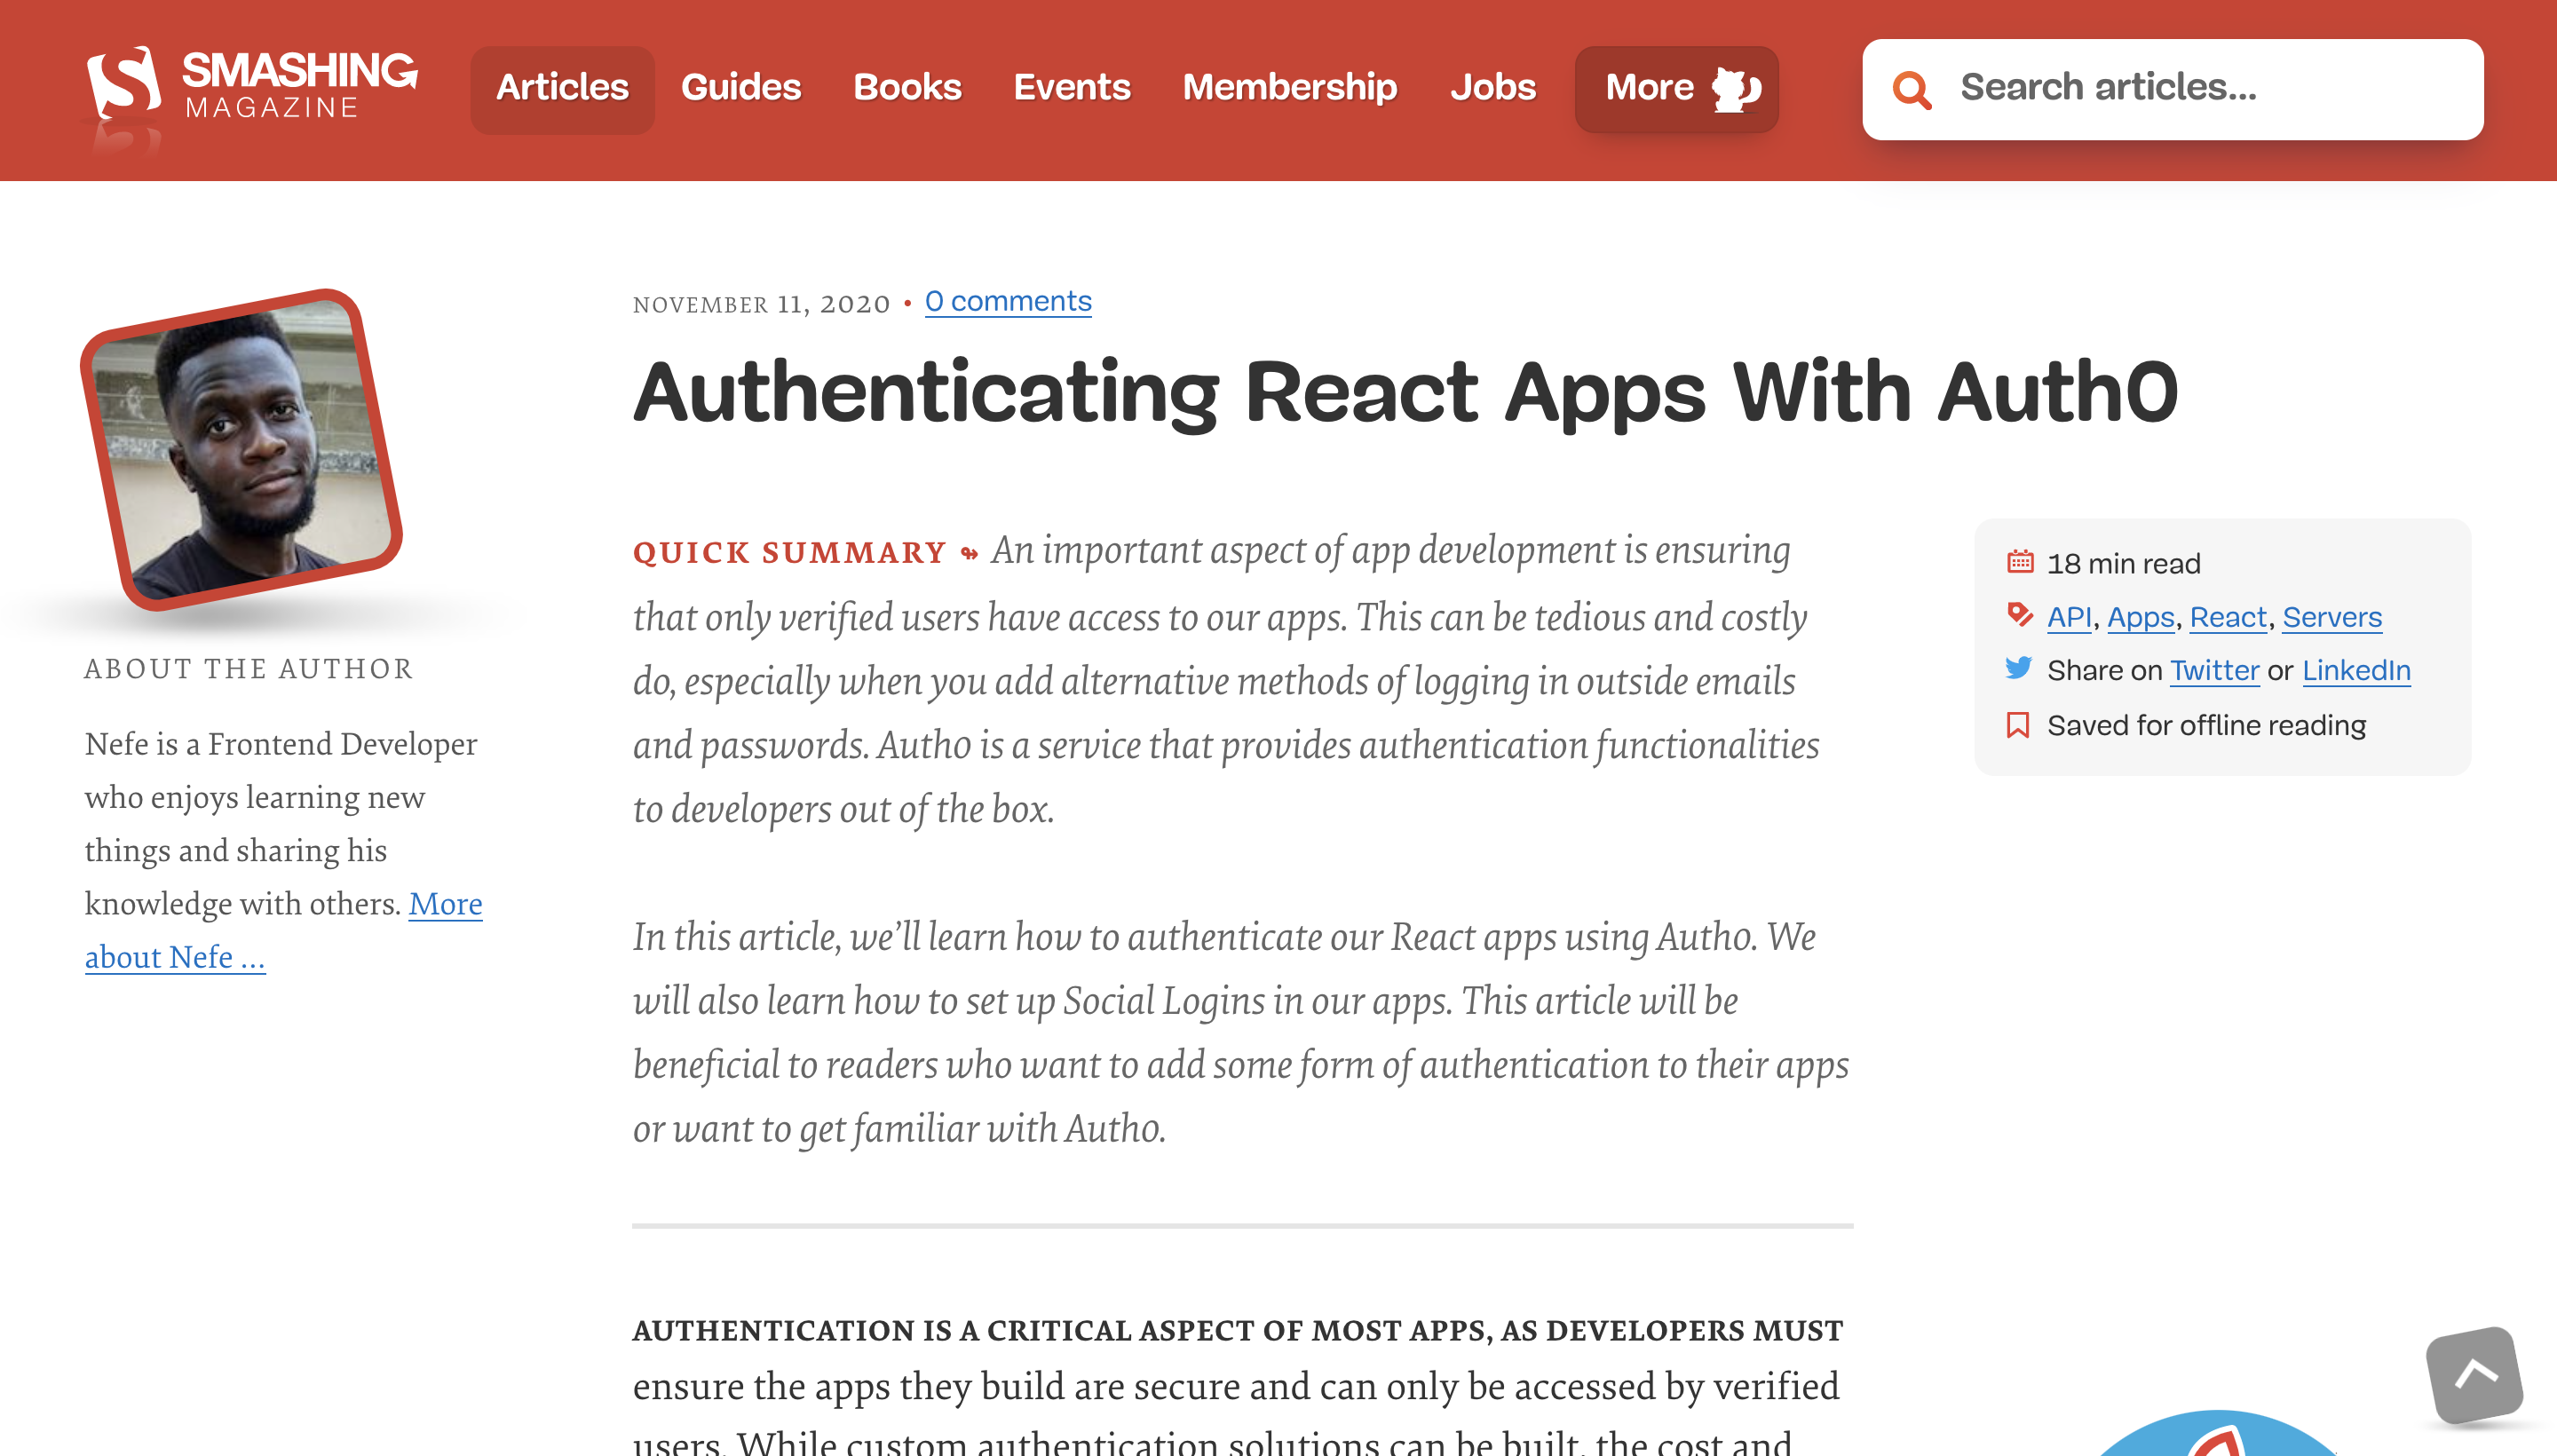 SMASHING
MAGAZINE
Articles
Guides
Books
Events
Membership
Jobs
More
Search articles...
NOVEMBER 11, 2020 • 0 comments
Authenticating React Apps With Auth0
ABOUT THE AUTHOR
Nefe is a Frontend Developer
who enjoys learning new
things and sharing his
knowledge with others. More
about Nefe ...
QUICK SUMMARY ↬ An important aspect of app development is ensuring
that only verified users have access to our apps. This can be tedious and costly
do, especially when you add alternative methods of logging in outside emails
and passwords. Auth0 is a service that provides authentication functionalities
to developers out of the box.
In this article, we’ll learn how to authenticate our React apps using Auth0. We
will also learn how to set up Social Logins in our apps. This article will be
beneficial to readers who want to add some form of authentication to their apps
or want to get familiar with Auth0.
18 min read
API, Apps, React, Servers
Share on Twitter or LinkedIn
Saved for offline reading
AUTHENTICATION IS A CRITICAL ASPECT OF MOST APPS, AS DEVELOPERS MUST
ensure the apps they build are secure and can only be accessed by verified
users. While custom authentication solutions can be built, the cost and